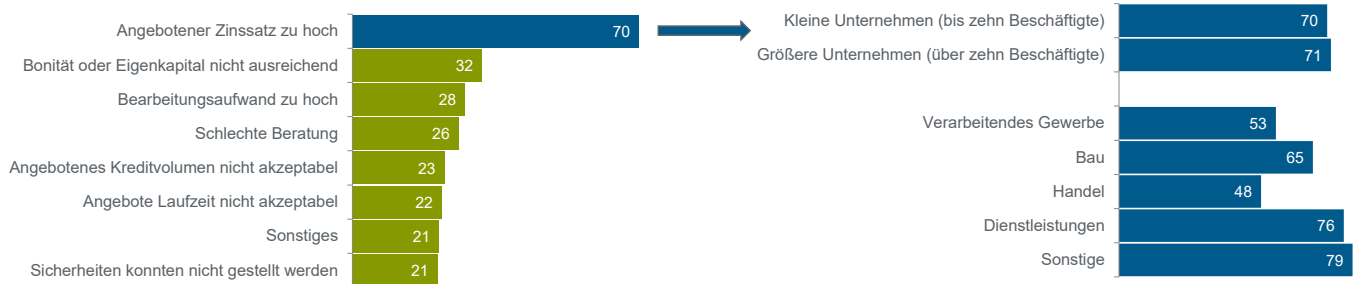 Angebotener Zinssatz zu hoch 70
Bonität oder Eigenkapital nicht ausreichend 32
Bearbeitungsaufwand zu hoch 28
Schlechte Beratung 26
Angebotenes Kreditvolumen nicht akzeptabel 23
Angebote Laufzeit nicht akzeptabel 22
Sonstiges 21
Sicherheiten konnten nicht gestellt werden 21
Kleine Unternehmen (bis zehn Beschäftigte) 70
Größere Unternehmen (über zehn Beschäftigte) 71
Verarbeitendes Gewerbe 53
Bau 65
Handel 48
Dienstleistungen 76
Sonstige 79